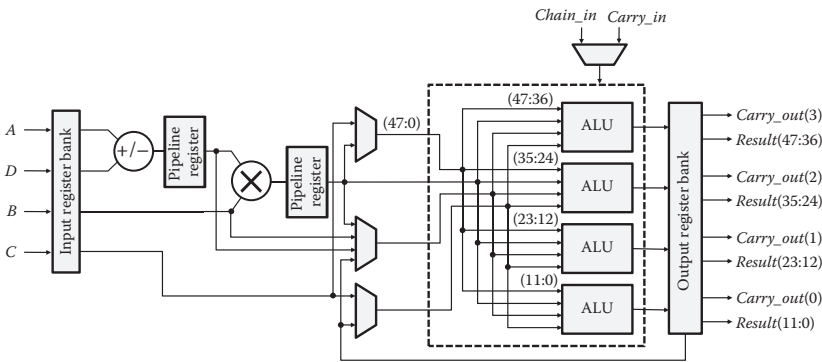 Chain_in Carry_in
A
D
B
C
Input register bank
+/−
Pipeline
register
×
Pipeline
register
(47:0)
(47:36)
ALU
(35:24)
ALU
(23:12)
ALU
(11:0)
ALU
Output register bank
Carry_out(3)
Result(47:36)
Carry_out(2)
Result(35:24)
Carry_out(1)
Result(23:12)
Carry_out(0)
Result(11:0)